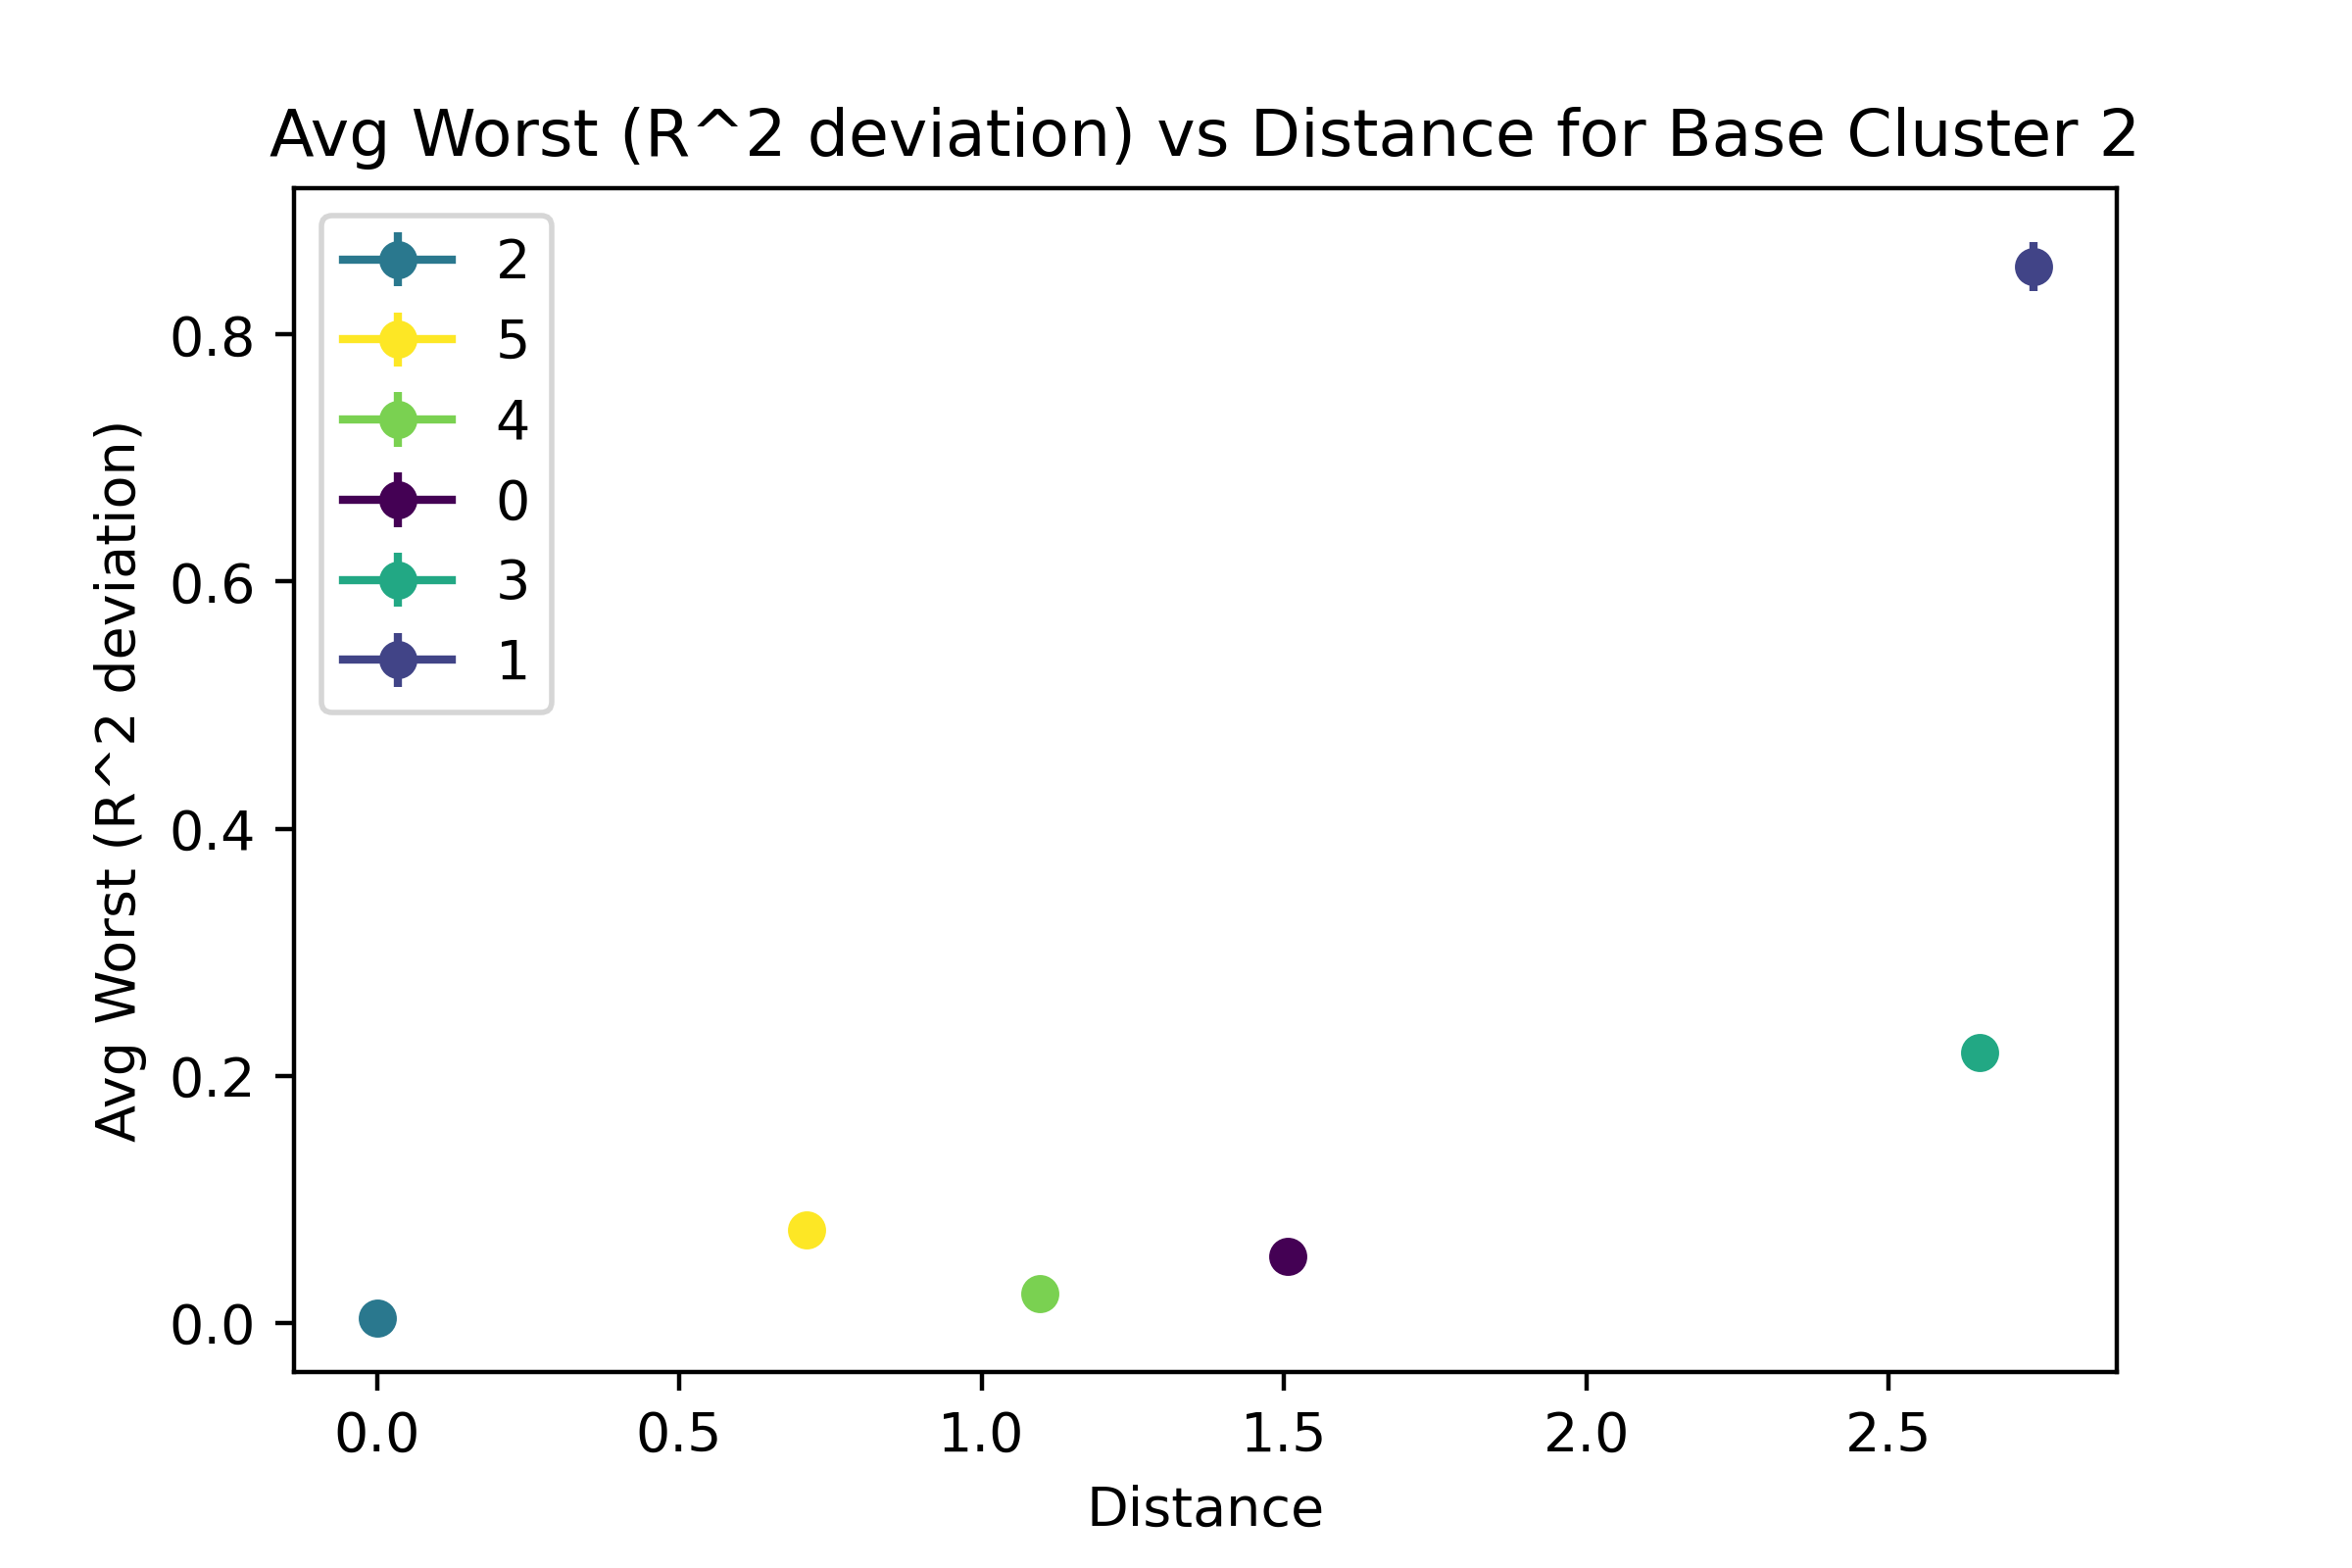 Avg Worst (R^2 deviation) vs Distance for Base Cluster 2
2
5
4
0
3
1
Avg Worst (R^2 deviation)
0.8
0.6
0.4
0.2
0.0
0.0 0.5 1.0 1.5 2.0 2.5
Distance